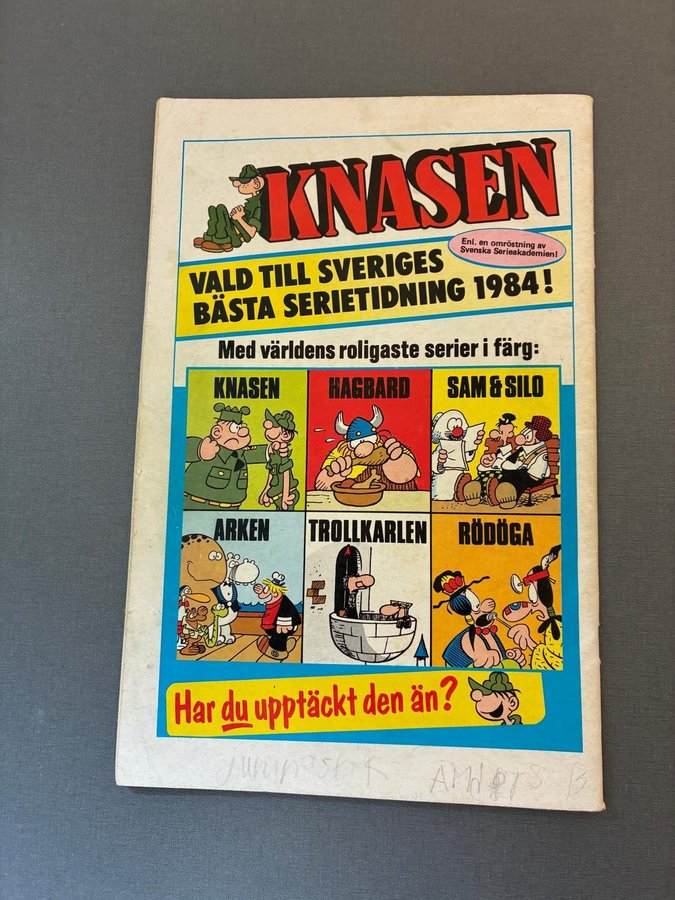 KNASEN
Enl. en omröstning av
Svenska Serieakademien!
VALD TILL SVERIGES
BÄSTA SERIETIDNING 1984!
Med världens roligaste serier i färg:
KNASEN HAGBARD SAM & SILO
ARKEN TROLLKARLEN RÖDÖGA
Har du upptäckt den än?
Anders B